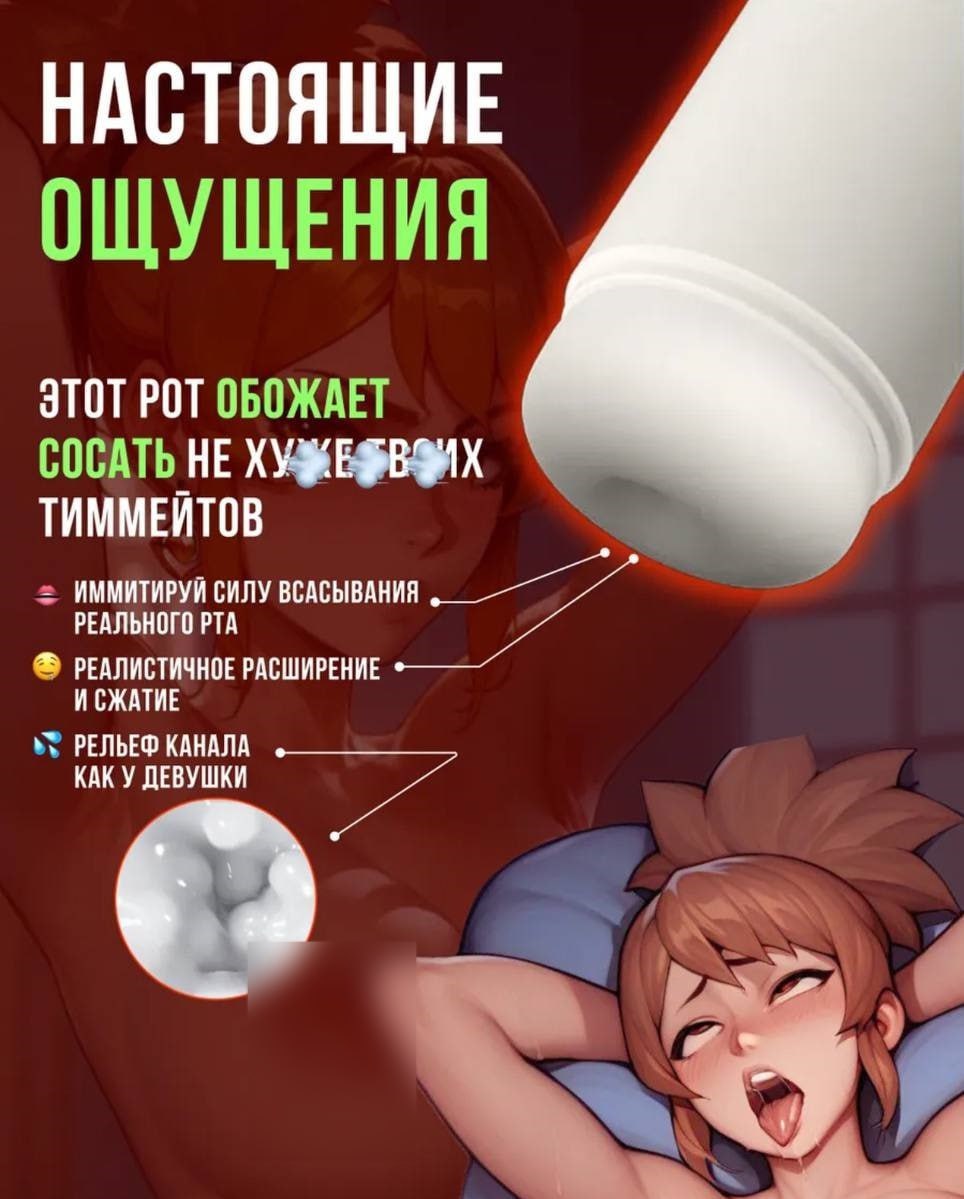 НАСТОЯЩИЕ
ОЩУЩЕНИЯ
ЭТОТ РОТ ОБОЖАЕТ
СОСАТЬ НЕ
ТИММЕЙТОВ
ИММИТИРУЙ СИЛУ ВСАСЫВАНИЯ
РЕАЛЬНОГО РТА
РЕАЛИСТИЧНОЕ РАСШИРЕНИЕ
И СЖАТИЕ
РЕЛЬЕФ КАНАЛА
КАК У ДЕВУШКИ